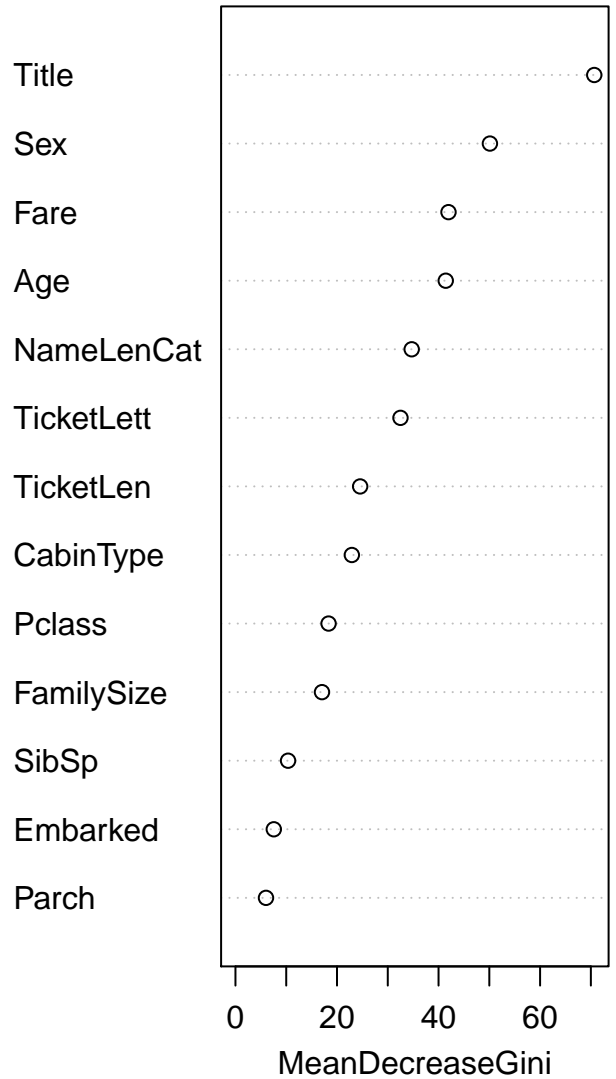 Title
Sex
Fare
Age
NameLenCat
TicketLett
TicketLen
CabinType
Pclass
FamilySize
SibSp
Embarked
Parch
0 20 40 60
MeanDecreaseGini